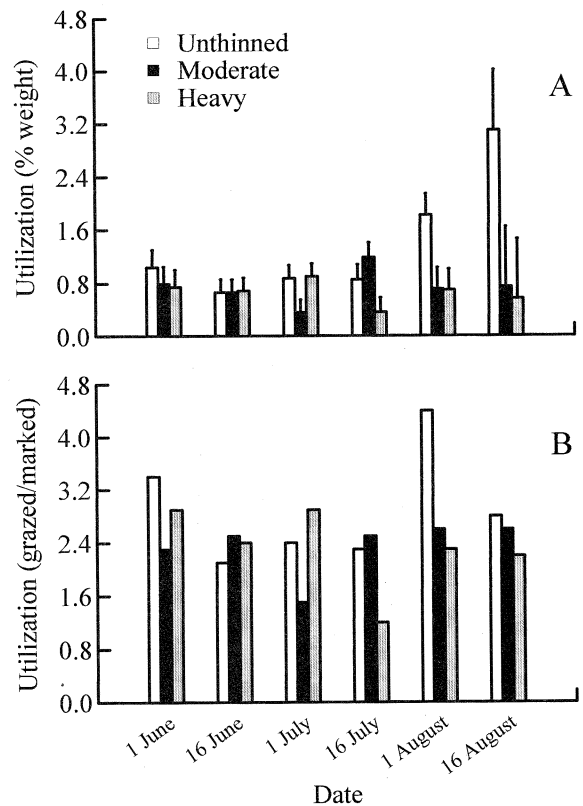 4.8
Unthinned
4.0
Moderate
A
Heavy
3.2
2.4
1.6
0.8
0.0
Utilization (% weight)
4.8
4.0
B
3.2
2.4
1.6
0.8
0.0
Utilization (grazed/marked)
1 June
16 June
1 July
16 July
1 August
16 August
Date